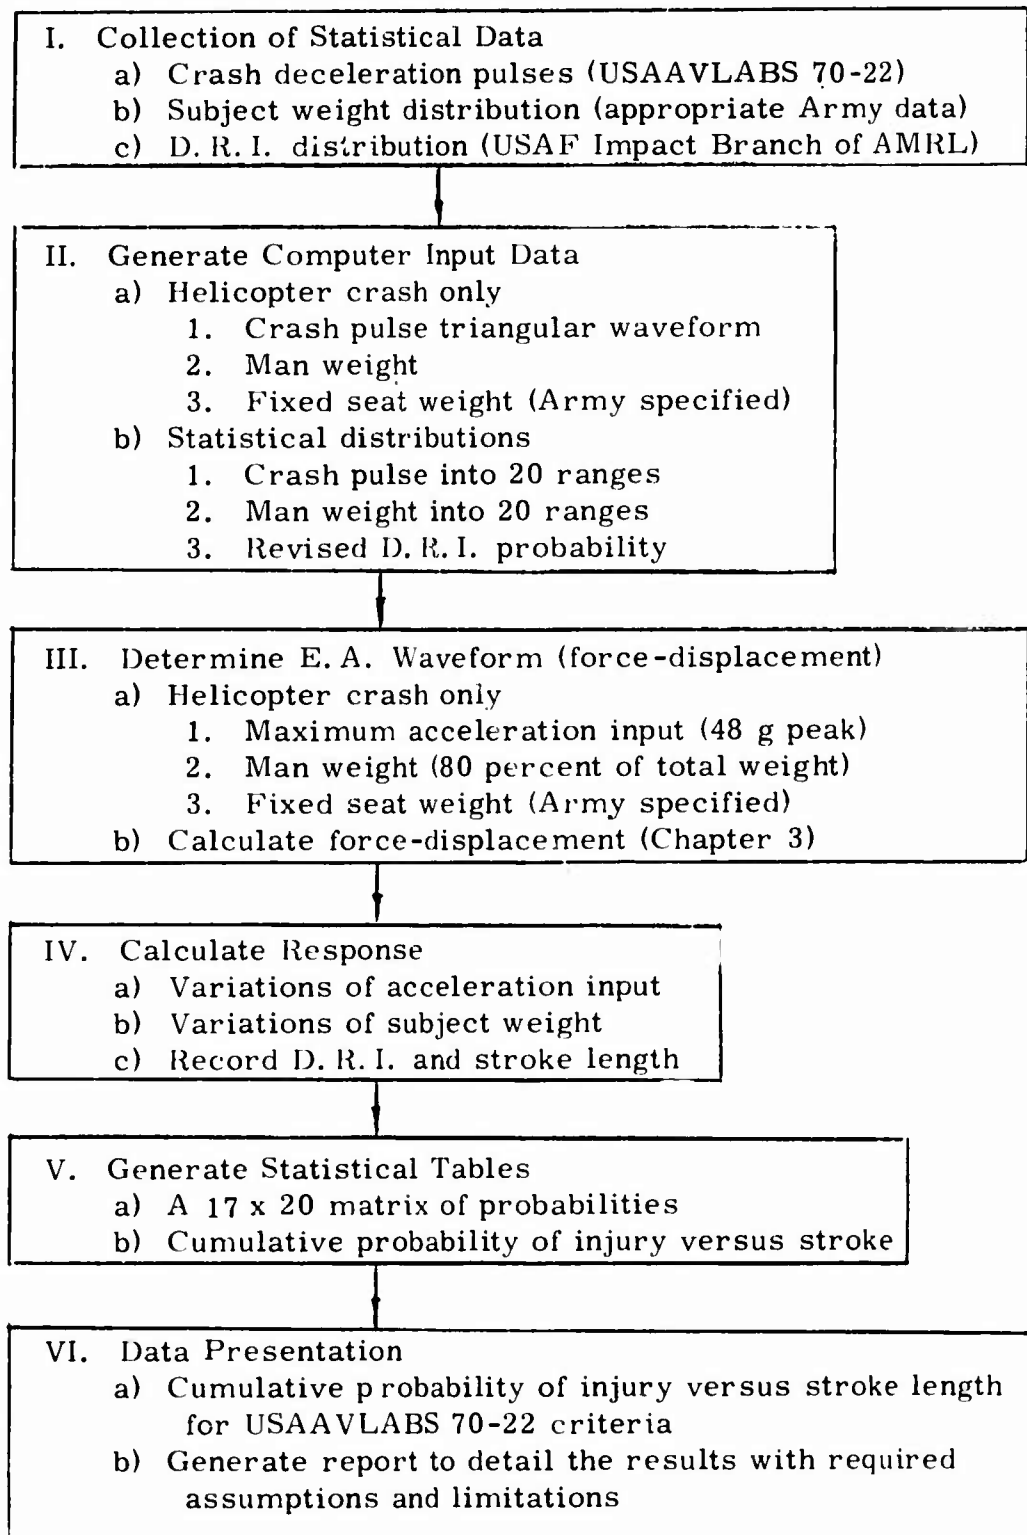 I. Collection of Statistical Data
a) Crash deceleration pulses (USAAVLABS 70-22)
b) Subject weight distribution (appropriate Army data)
c) D. R. I. distribution (USAF Impact Branch of AMRL)
II. Generate Computer Input Data
a) Helicopter crash only
1. Crash pulse triangular waveform
2. Man weight
3. Fixed seat weight (Army specified)
b) Statistical distributions
1. Crash pulse into 20 ranges
2. Man weight into 20 ranges
3. Revised D. R. I. probability
III. Determine E. A. Waveform (force-displacement)
a) Helicopter crash only
1. Maximum acceleration input (48 g peak)
2. Man weight (80 percent of total weight)
3. Fixed seat weight (Army specified)
b) Calculate force-displacement (Chapter 3)
IV. Calculate Response
a) Variations of acceleration input
b) Variations of subject weight
c) Record D. R. I. and stroke length
V. Generate Statistical Tables
a) A 17 x 20 matrix of probabilities
b) Cumulative probability of injury versus stroke
VI. Data Presentation
a) Cumulative probability of injury versus stroke length
for USAAVLABS 70-22 criteria
b) Generate report to detail the results with required
assumptions and limitations